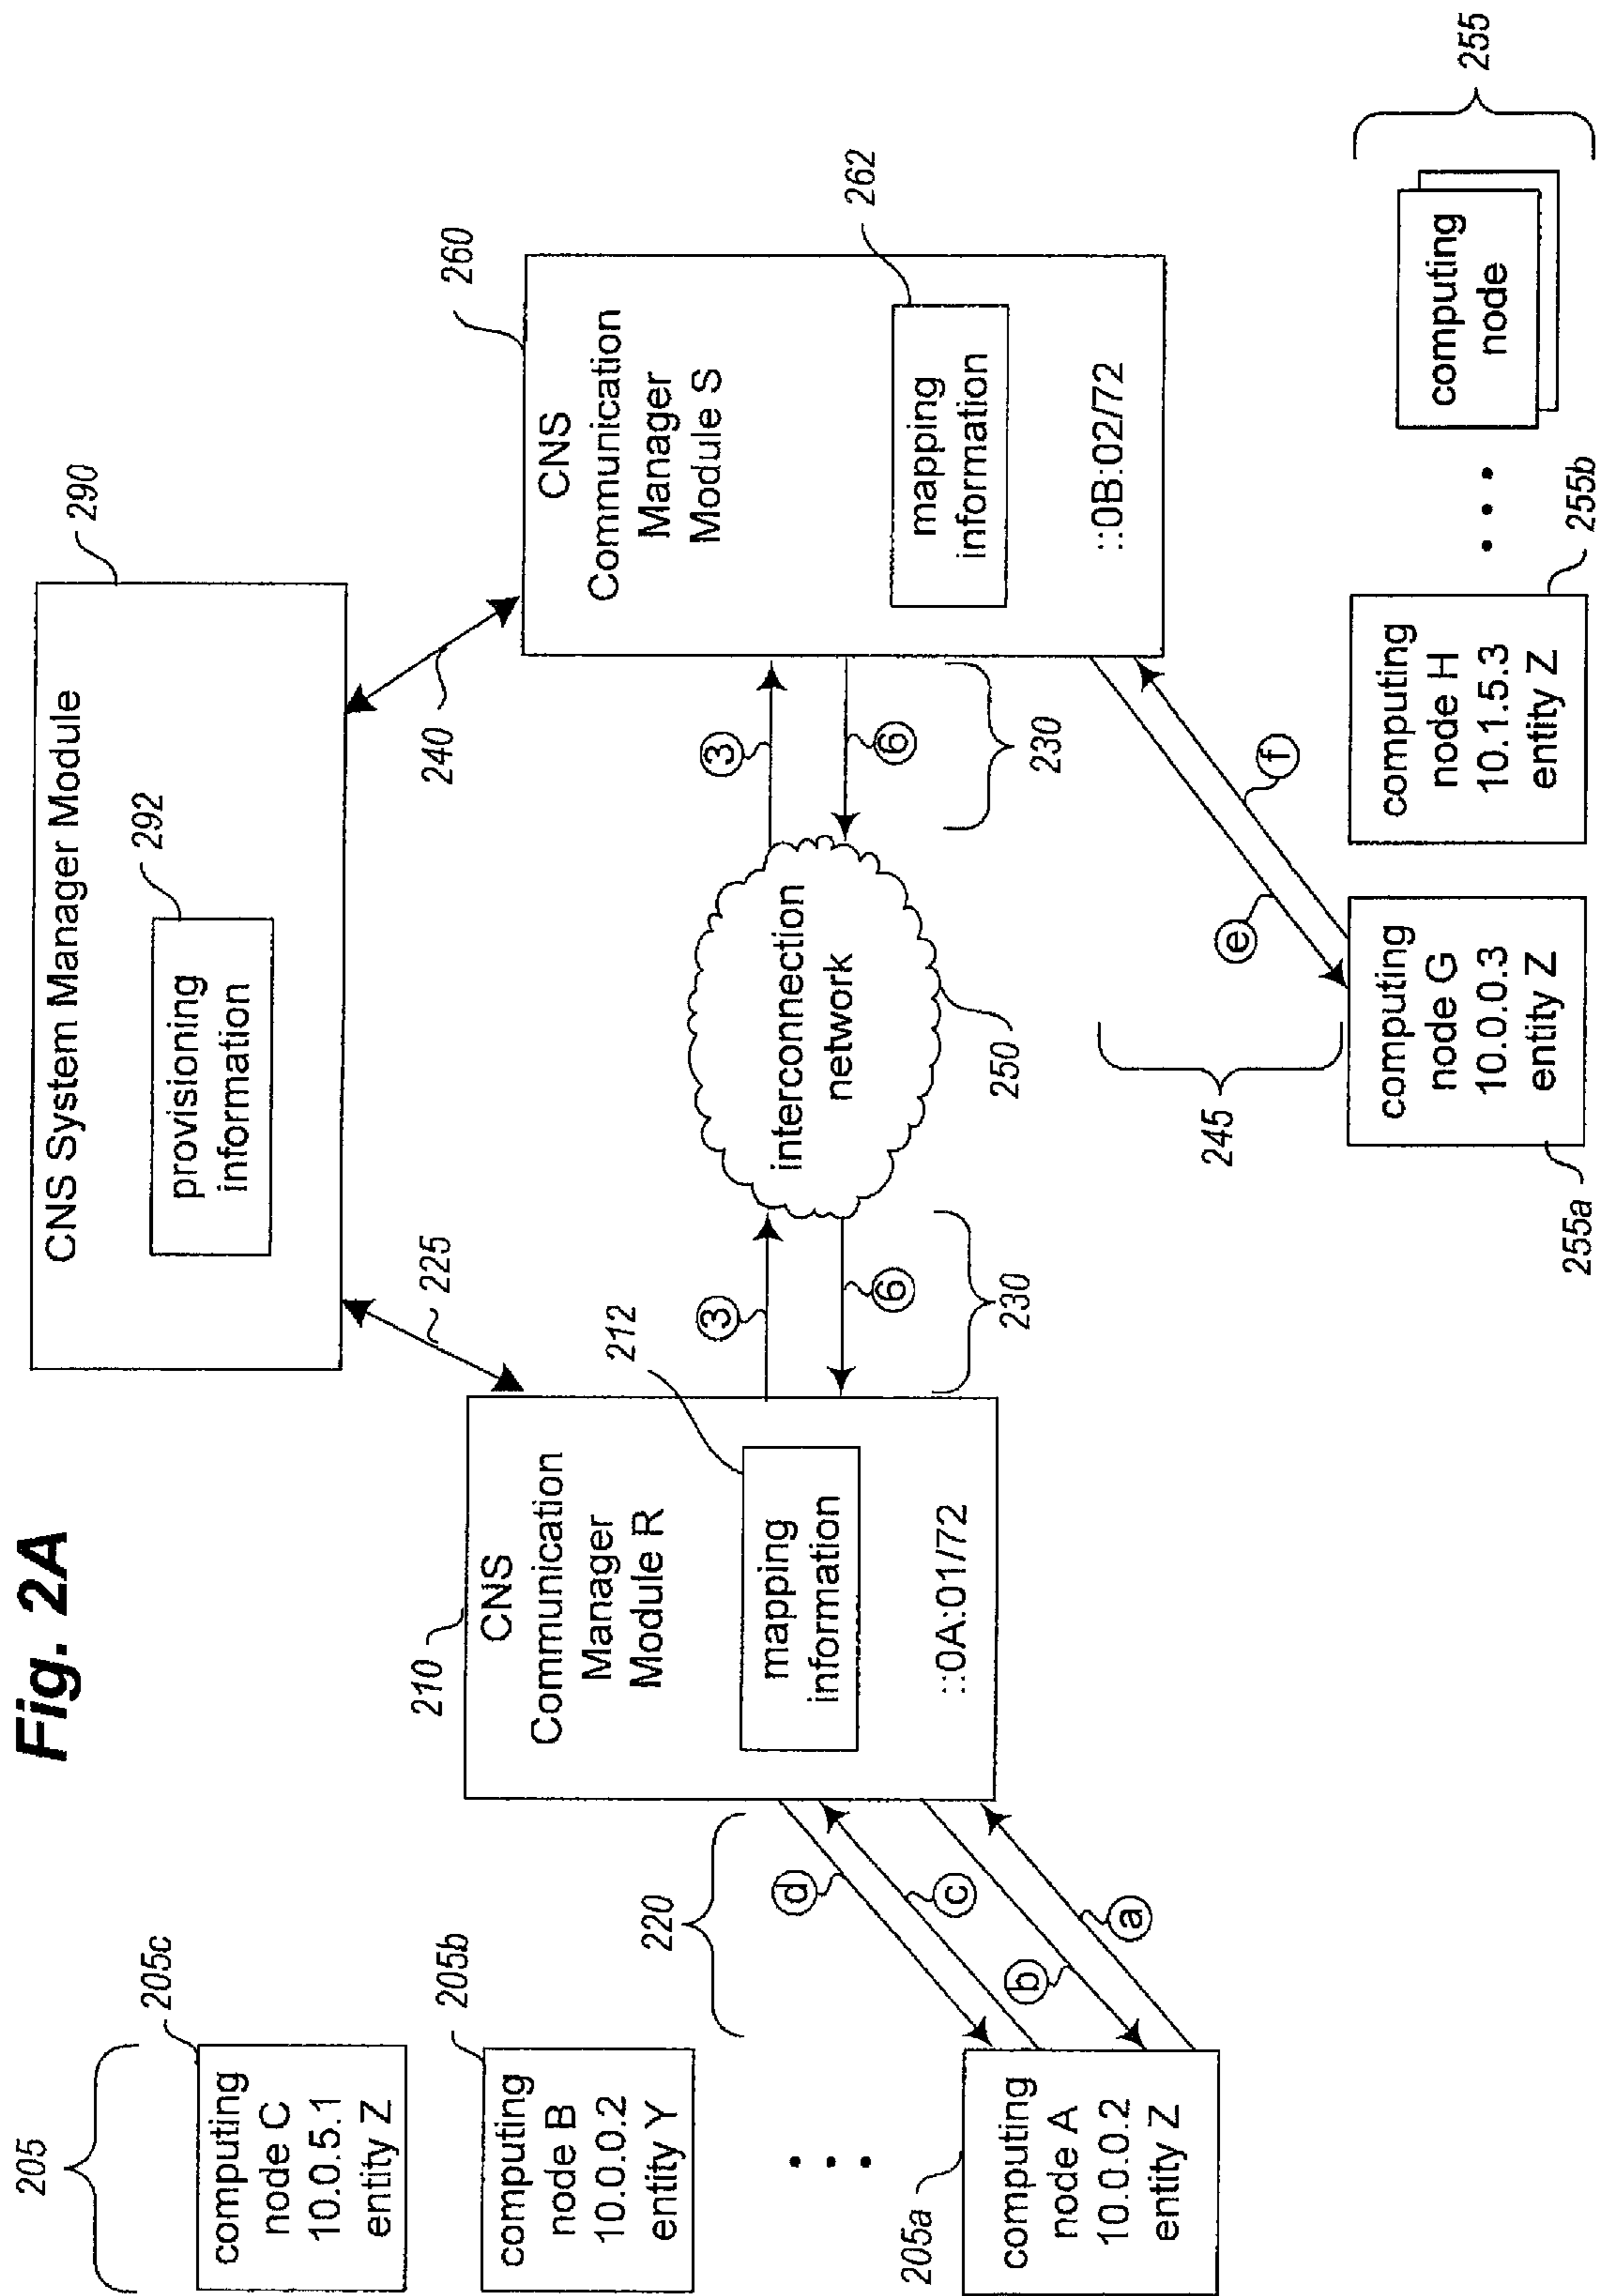 Fig. 2A
CNS System Manager Module
290
provisioning
information
292
225
240
205
205c
computing
node C
10.0.5.1
entity Z
205b
computing
node B
10.0.0.2
entity Y
205a
computing
node A
10.0.0.2
entity Z
220
d
c
b
a
210
CNS
Communication
Manager
Module R
212
mapping
information
::0A:01/72
3
6
230
interconnection
network
250
3
6
230
260
CNS
Communication
Manager
Module S
262
mapping
information
::0B:02/72
e
f
245
255a
computing
node G
10.0.0.3
entity Z
255b
computing
node H
10.1.5.3
entity Z
computing
node
255